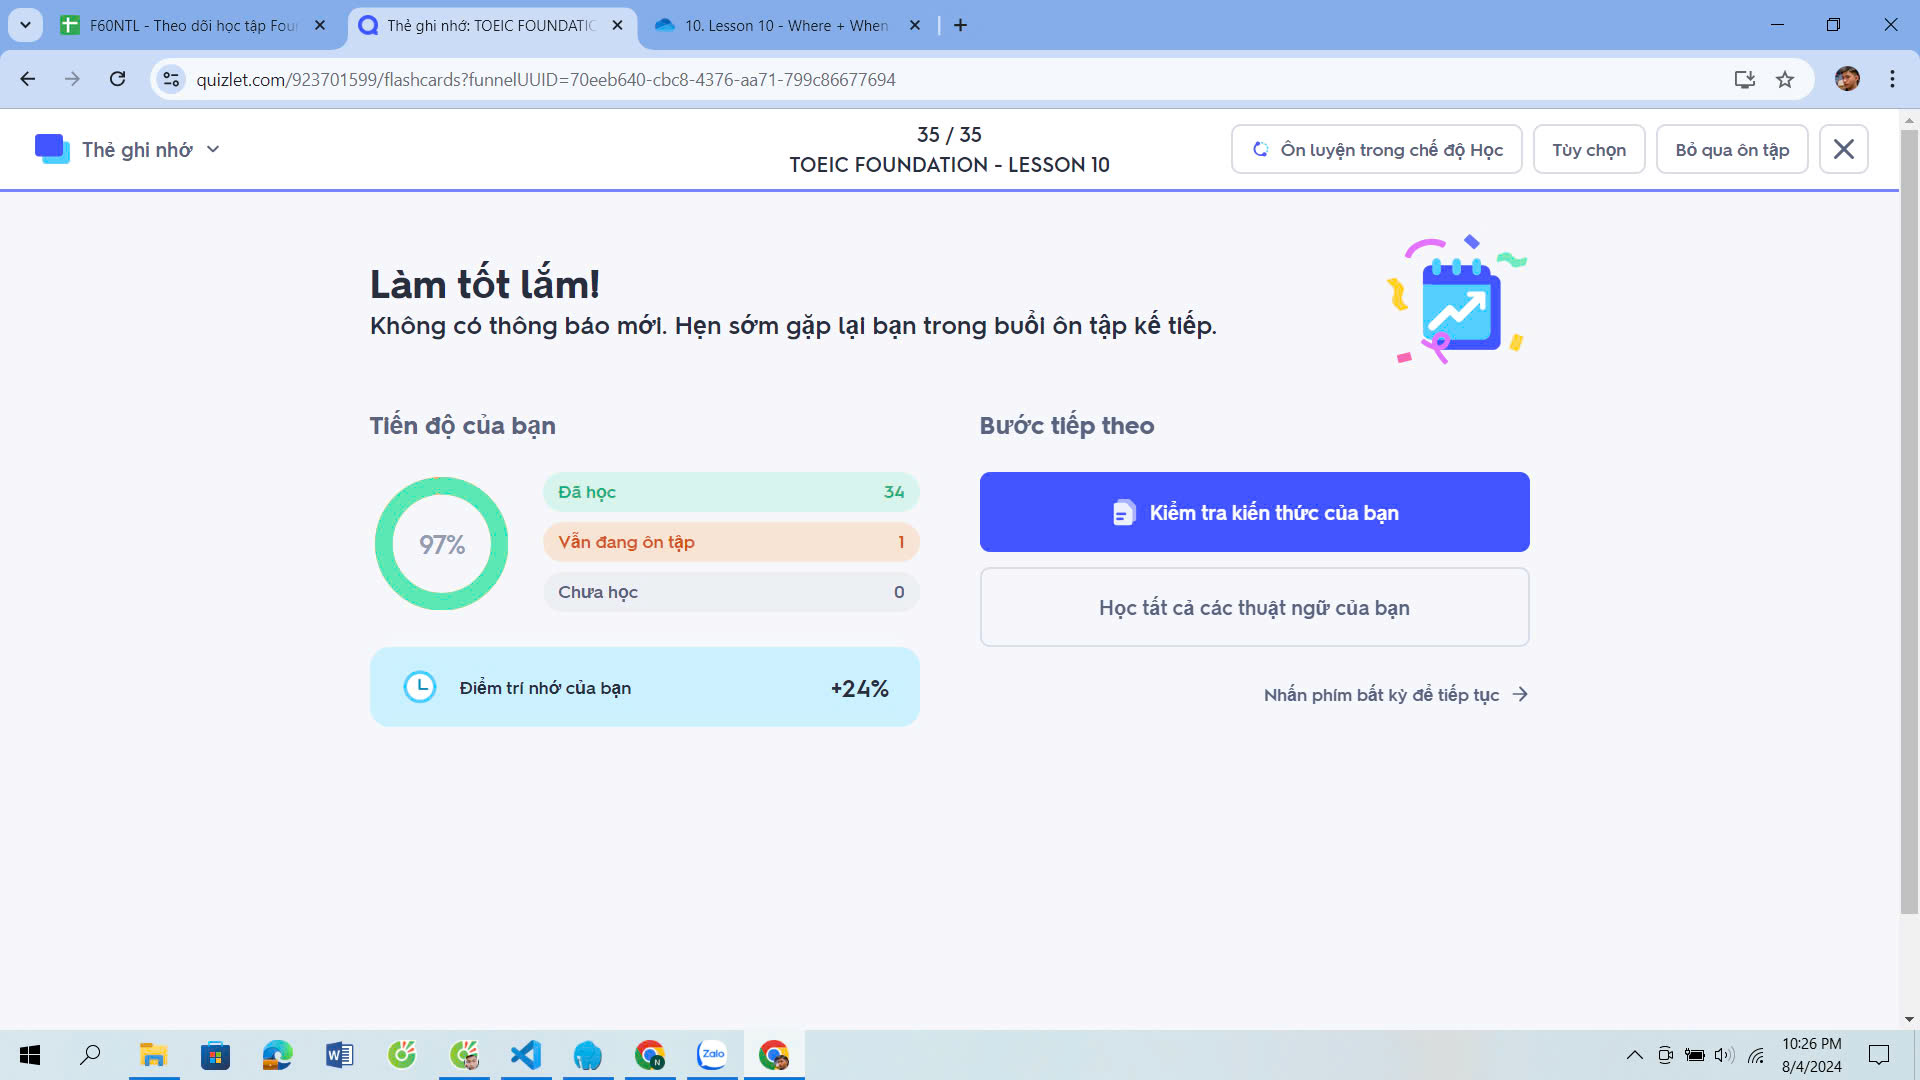 F60NTL - Theo dõi học tập Foun
Thẻ ghi nhớ: TOEIC FOUNDATIO
10. Lesson 10 - Where + When
quizlet.com/923701599/flashcards?funnelUUID=70eeb640-cbc8-4376-aa71-799c86677694
Thẻ ghi nhớ
35 / 35
TOEIC FOUNDATION - LESSON 10
Ôn luyện trong chế độ Học
Tùy chọn
Bỏ qua ôn tập
Làm tốt lắm!
Không có thông báo mới. Hẹn sớm gặp lại bạn trong buổi ôn tập kế tiếp.
Tiến độ của bạn
97%
Đã học 34
Vẫn đang ôn tập 1
Chưa học 0
Điểm trí nhớ của bạn +24%
Bước tiếp theo
Kiểm tra kiến thức của bạn
Học tất cả các thuật ngữ của bạn
Nhấn phím bất kỳ để tiếp tục
Zalo
N
10:26 PM
8/4/2024